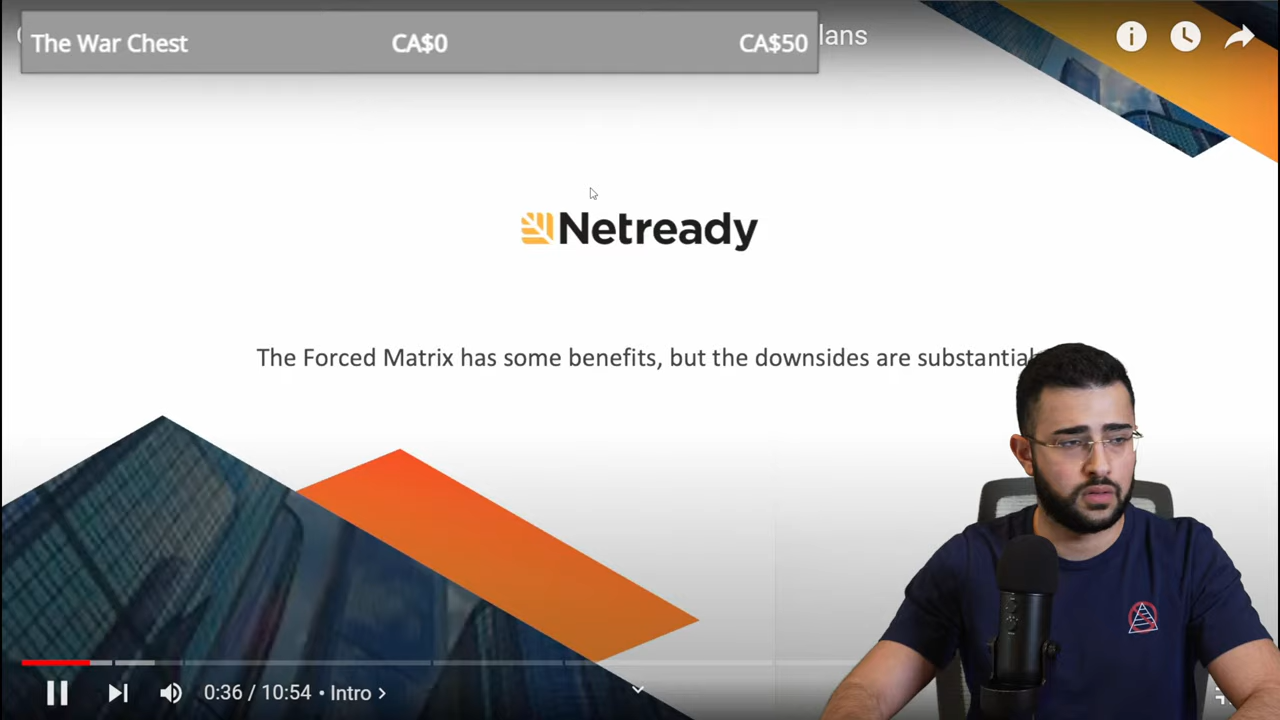 The War Chest CA$0 CA$50
lans
Netready
The Forced Matrix has some benefits, but the downsides are substantial
0:36 / 10:54 • Intro >